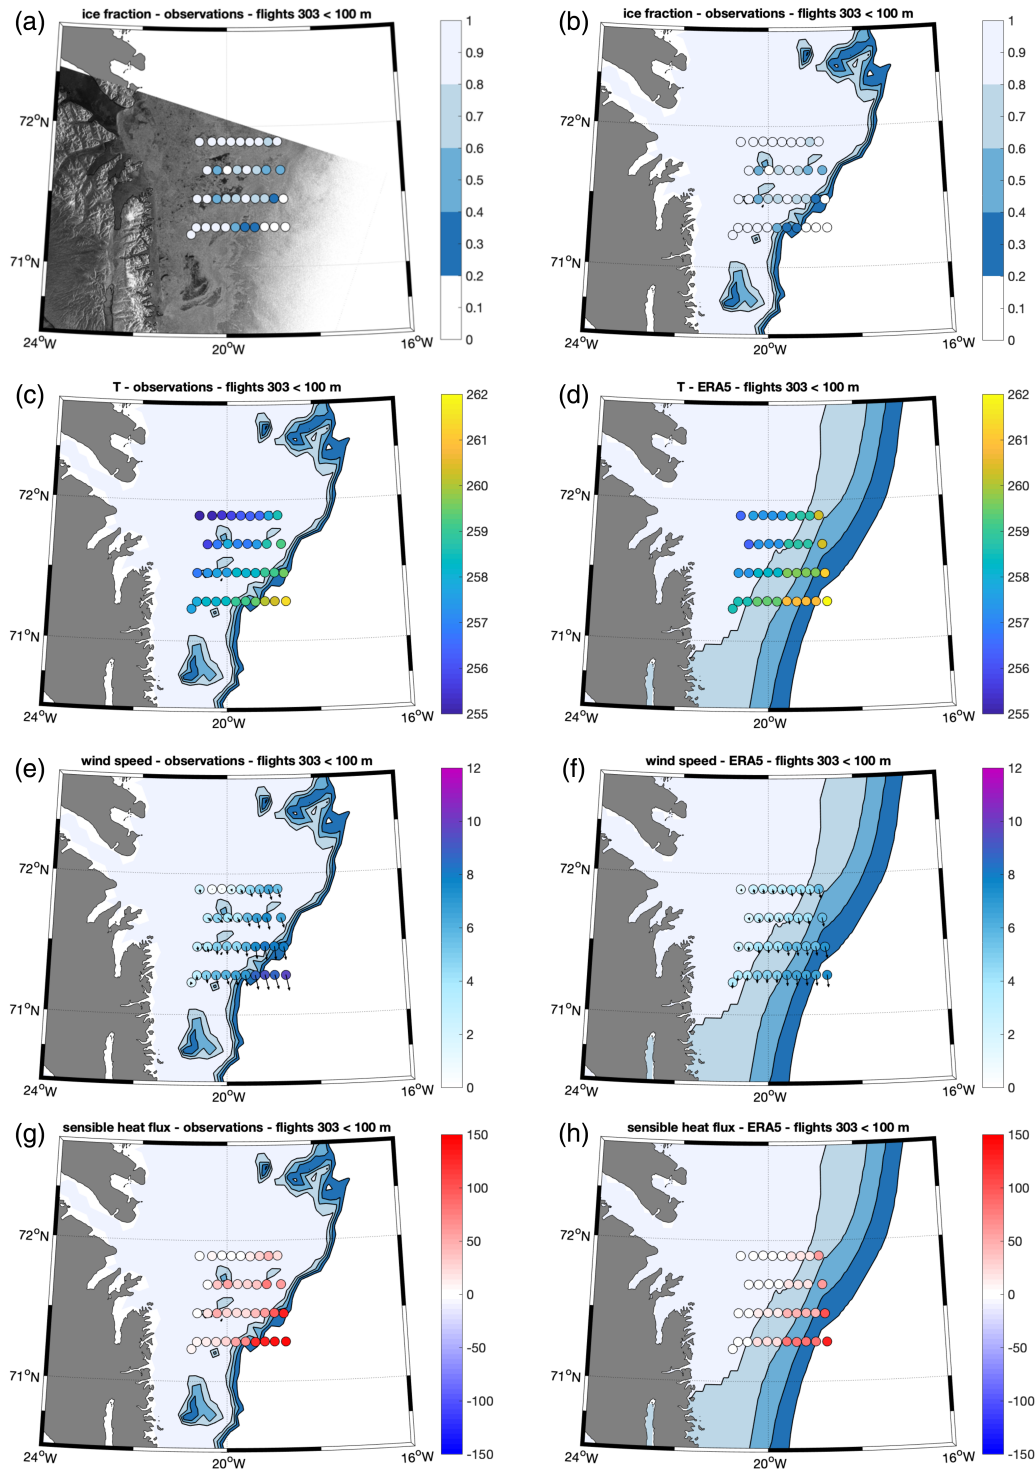 (a) ice fraction - observations - flights 303 < 100 m
72°N
71°N
24°W 20°W 16°W
1
0.9
0.8
0.7
0.6
0.5
0.4
0.3
0.2
0.1
0
(b) ice fraction - observations - flights 303 < 100 m
72°N
71°N
24°W 20°W 16°W
1
0.9
0.8
0.7
0.6
0.5
0.4
0.3
0.2
0.1
0
(c) T - observations - flights 303 < 100 m
72°N
71°N
24°W 20°W 16°W
262
261
260
259
258
257
256
255
(d) T - ERA5 - flights 303 < 100 m
72°N
71°N
24°W 20°W 16°W
262
261
260
259
258
257
256
255
(e) wind speed - observations - flights 303 < 100 m
72°N
71°N
24°W 20°W 16°W
12
10
8
6
4
2
0
(f) wind speed - ERA5 - flights 303 < 100 m
72°N
71°N
24°W 20°W 16°W
12
10
8
6
4
2
0
(g) sensible heat flux - observations - flights 303 < 100 m
72°N
71°N
24°W 20°W 16°W
150
100
50
0
-50
-100
-150
(h) sensible heat flux - ERA5 - flights 303 < 100 m
72°N
71°N
24°W 20°W 16°W
150
100
50
0
-50
-100
-150